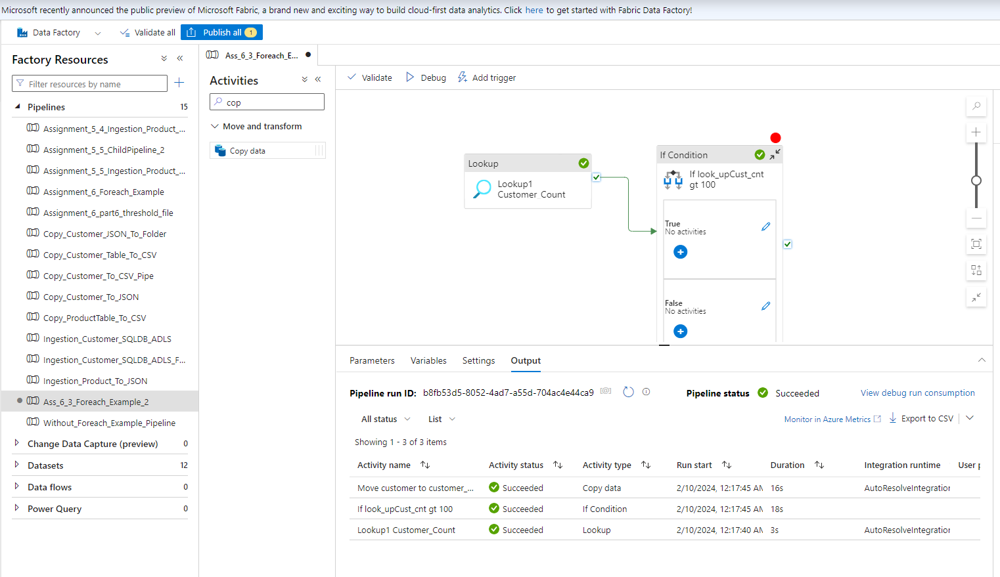 Microsoft recently announced the public preview of Microsoft Fabric, a brand new and exciting way to build cloud-first data analytics. Click here to get started with Fabric Data Factory!
Data Factory
Validate all
Publish all 1
Factory Resources
Filter resources by name
Pipelines 15
Assignment_5_4_Ingestion_Product_...
Assignment_5_5_ChildPipeline_2
Assignment_5_5_Ingestion_Product_...
Assignment_6_Foreach_Example
Assignment_6_part6_threshold_file
Copy_Customer_JSON_To_Folder
Copy_Customer_Table_To_CSV
Copy_Customer_To_CSV_Pipe
Copy_Customer_To_JSON
Copy_ProductTable_To_CSV
Ingestion_Customer_SQLDB_ADLS
Ingestion_Customer_SQLDB_ADLS_F...
Ingestion_Product_To_JSON
Ass_6_3_Foreach_Example_2
Without_Foreach_Example_Pipeline
Change Data Capture (preview) 0
Datasets 12
Data flows 0
Power Query 0
Ass_6_3_Foreach_E...
Activities
cop
Move and transform
Copy data
Validate
Debug
Add trigger
Lookup
Lookup1
Customer_Count
If Condition
If look_upCust_cnt
gt 100
True
No activities
False
No activities
Parameters Variables Settings Output
Pipeline run ID: b8fb53d5-8052-4ad7-a55d-704ac4e44ca9
Pipeline status Succeeded
View debug run consumption
All status List
Monitor in Azure Metrics
Export to CSV
Showing 1 - 3 of 3 items
Activity name Activity status Activity type Run start Duration Integration runtime User p
Move customer to customer_... Succeeded Copy data 2/10/2024, 12:17:45 AM 16s AutoResolveIntegration
If look_upCust_cnt gt 100 Succeeded If Condition 2/10/2024, 12:17:45 AM 18s
Lookup1 Customer_Count Succeeded Lookup 2/10/2024, 12:17:40 AM 3s AutoResolveIntegration